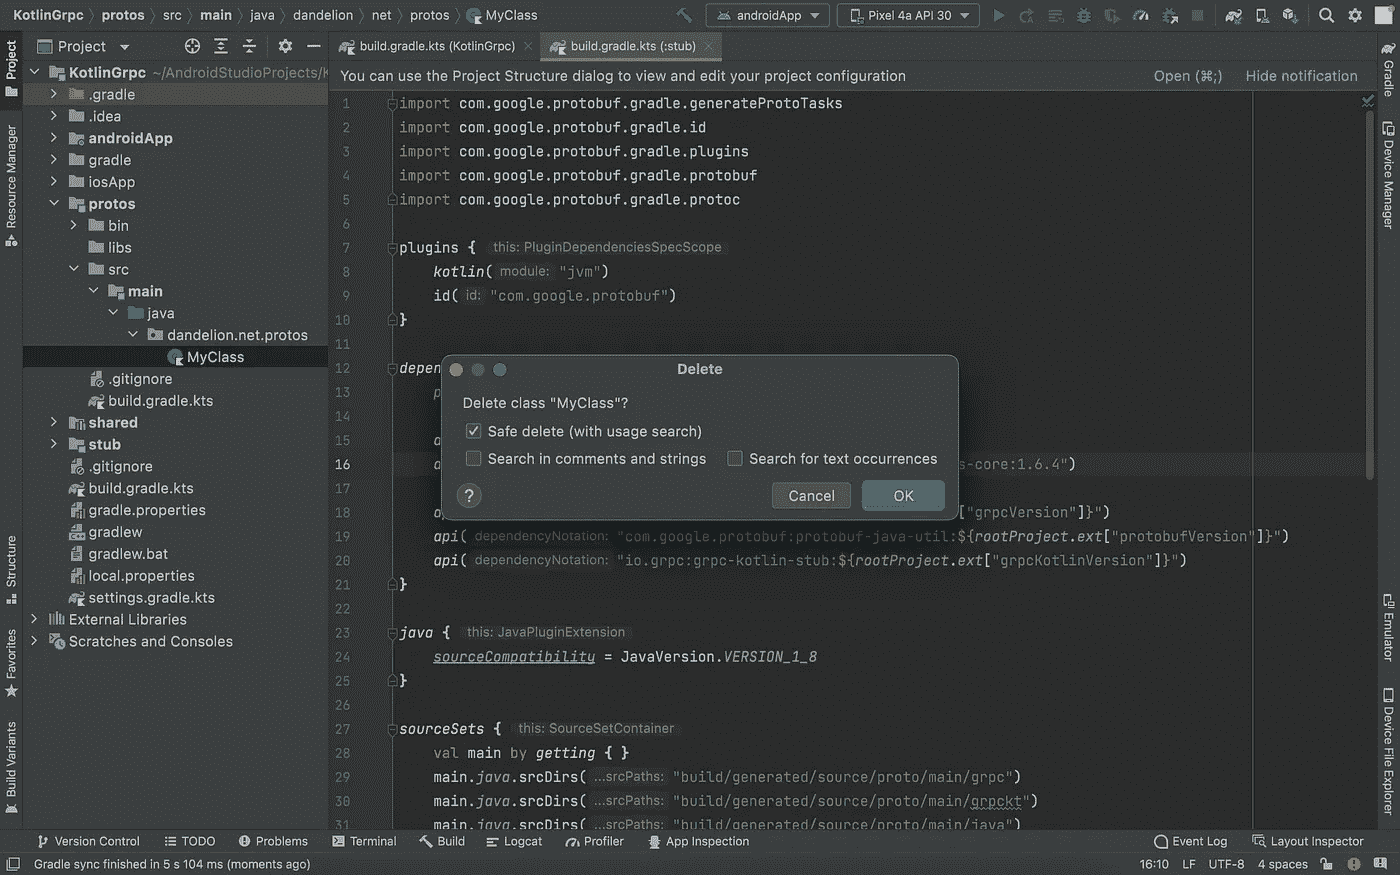 KotlinGrpc protos src main java dandelion net protos MyClass androidApp Pixel 4a API 30
Project
build.gradle.kts (KotlinGrpc) build.gradle.kts (:stub)
You can use the Project Structure dialog to view and edit your project configuration Open (⌘;) Hide notification
Project
Resource Manager
Structure
Favorites
Build Variants
KotlinGrpc ~/AndroidStudioProjects/K
.gradle
.idea
androidApp
gradle
iosApp
protos
bin
libs
src
main
java
dandelion.net.protos
MyClass
.gitignore
build.gradle.kts
shared
stub
.gitignore
build.gradle.kts
gradle.properties
gradlew
gradlew.bat
local.properties
settings.gradle.kts
External Libraries
Scratches and Consoles
1 import com.google.protobuf.gradle.generateProtoTasks
2 import com.google.protobuf.gradle.id
3 import com.google.protobuf.gradle.plugins
4 import com.google.protobuf.gradle.protobuf
5 import com.google.protobuf.gradle.protoc
6
7 plugins { this: PluginDependenciesSpecScope
8 kotlin( module: "jvm")
9 id( id: "com.google.protobuf")
10 }
11
12 depen
13 p
14
15 a
16 a s-core:1.6.4")
17
18 a ["grpcVersion"]}")
19 api( dependencyNotation: "com.google.protobuf:protobuf-java-util:${rootProject.ext["protobufVersion"]}")
20 api( dependencyNotation: "io.grpc:grpc-kotlin-stub:${rootProject.ext["grpcKotlinVersion"]}")
21 }
22
23 java { this: JavaPluginExtension
24 sourceCompatibility = JavaVersion.VERSION_1_8
25 }
26
27 sourceSets { this: SourceSetContainer
28 val main by getting { }
29 main.java.srcDirs( ...srcPaths: "build/generated/source/proto/main/grpc")
30 main.java.srcDirs( ...srcPaths: "build/generated/source/proto/main/grpckt")
31 main.java.srcDirs( ...srcPaths: "build/generated/source/proto/main/java")
Delete
Delete class "MyClass"?
Safe delete (with usage search)
Search in comments and strings Search for text occurrences
? Cancel OK
Gradle
Device Manager
Emulator
Device File Explorer
Version Control TODO Problems Terminal Build Logcat Profiler App Inspection Event Log Layout Inspector
Gradle sync finished in 5 s 104 ms (moments ago) 16:10 LF UTF-8 4 spaces